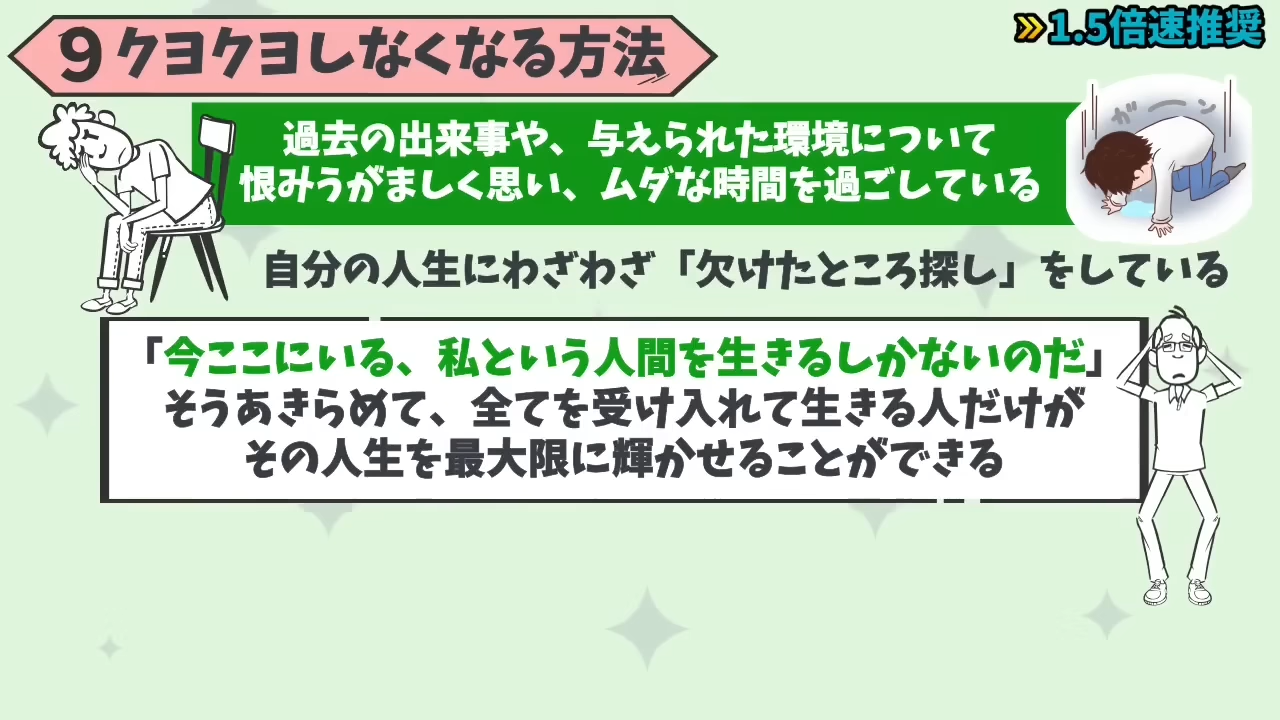 9 クヨクヨしなくなる方法
1.5倍速推奨
過去の出来事や、与えられた環境について
恨みうがましく思い、ムダな時間を過ごしている
ガーン
自分の人生にわざわざ「欠けたところ探し」をしている
「今ここにいる、私という人間を生きるしかないのだ」
そうあきらめて、全てを受け入れて生きる人だけが
その人生を最大限に輝かせることができる